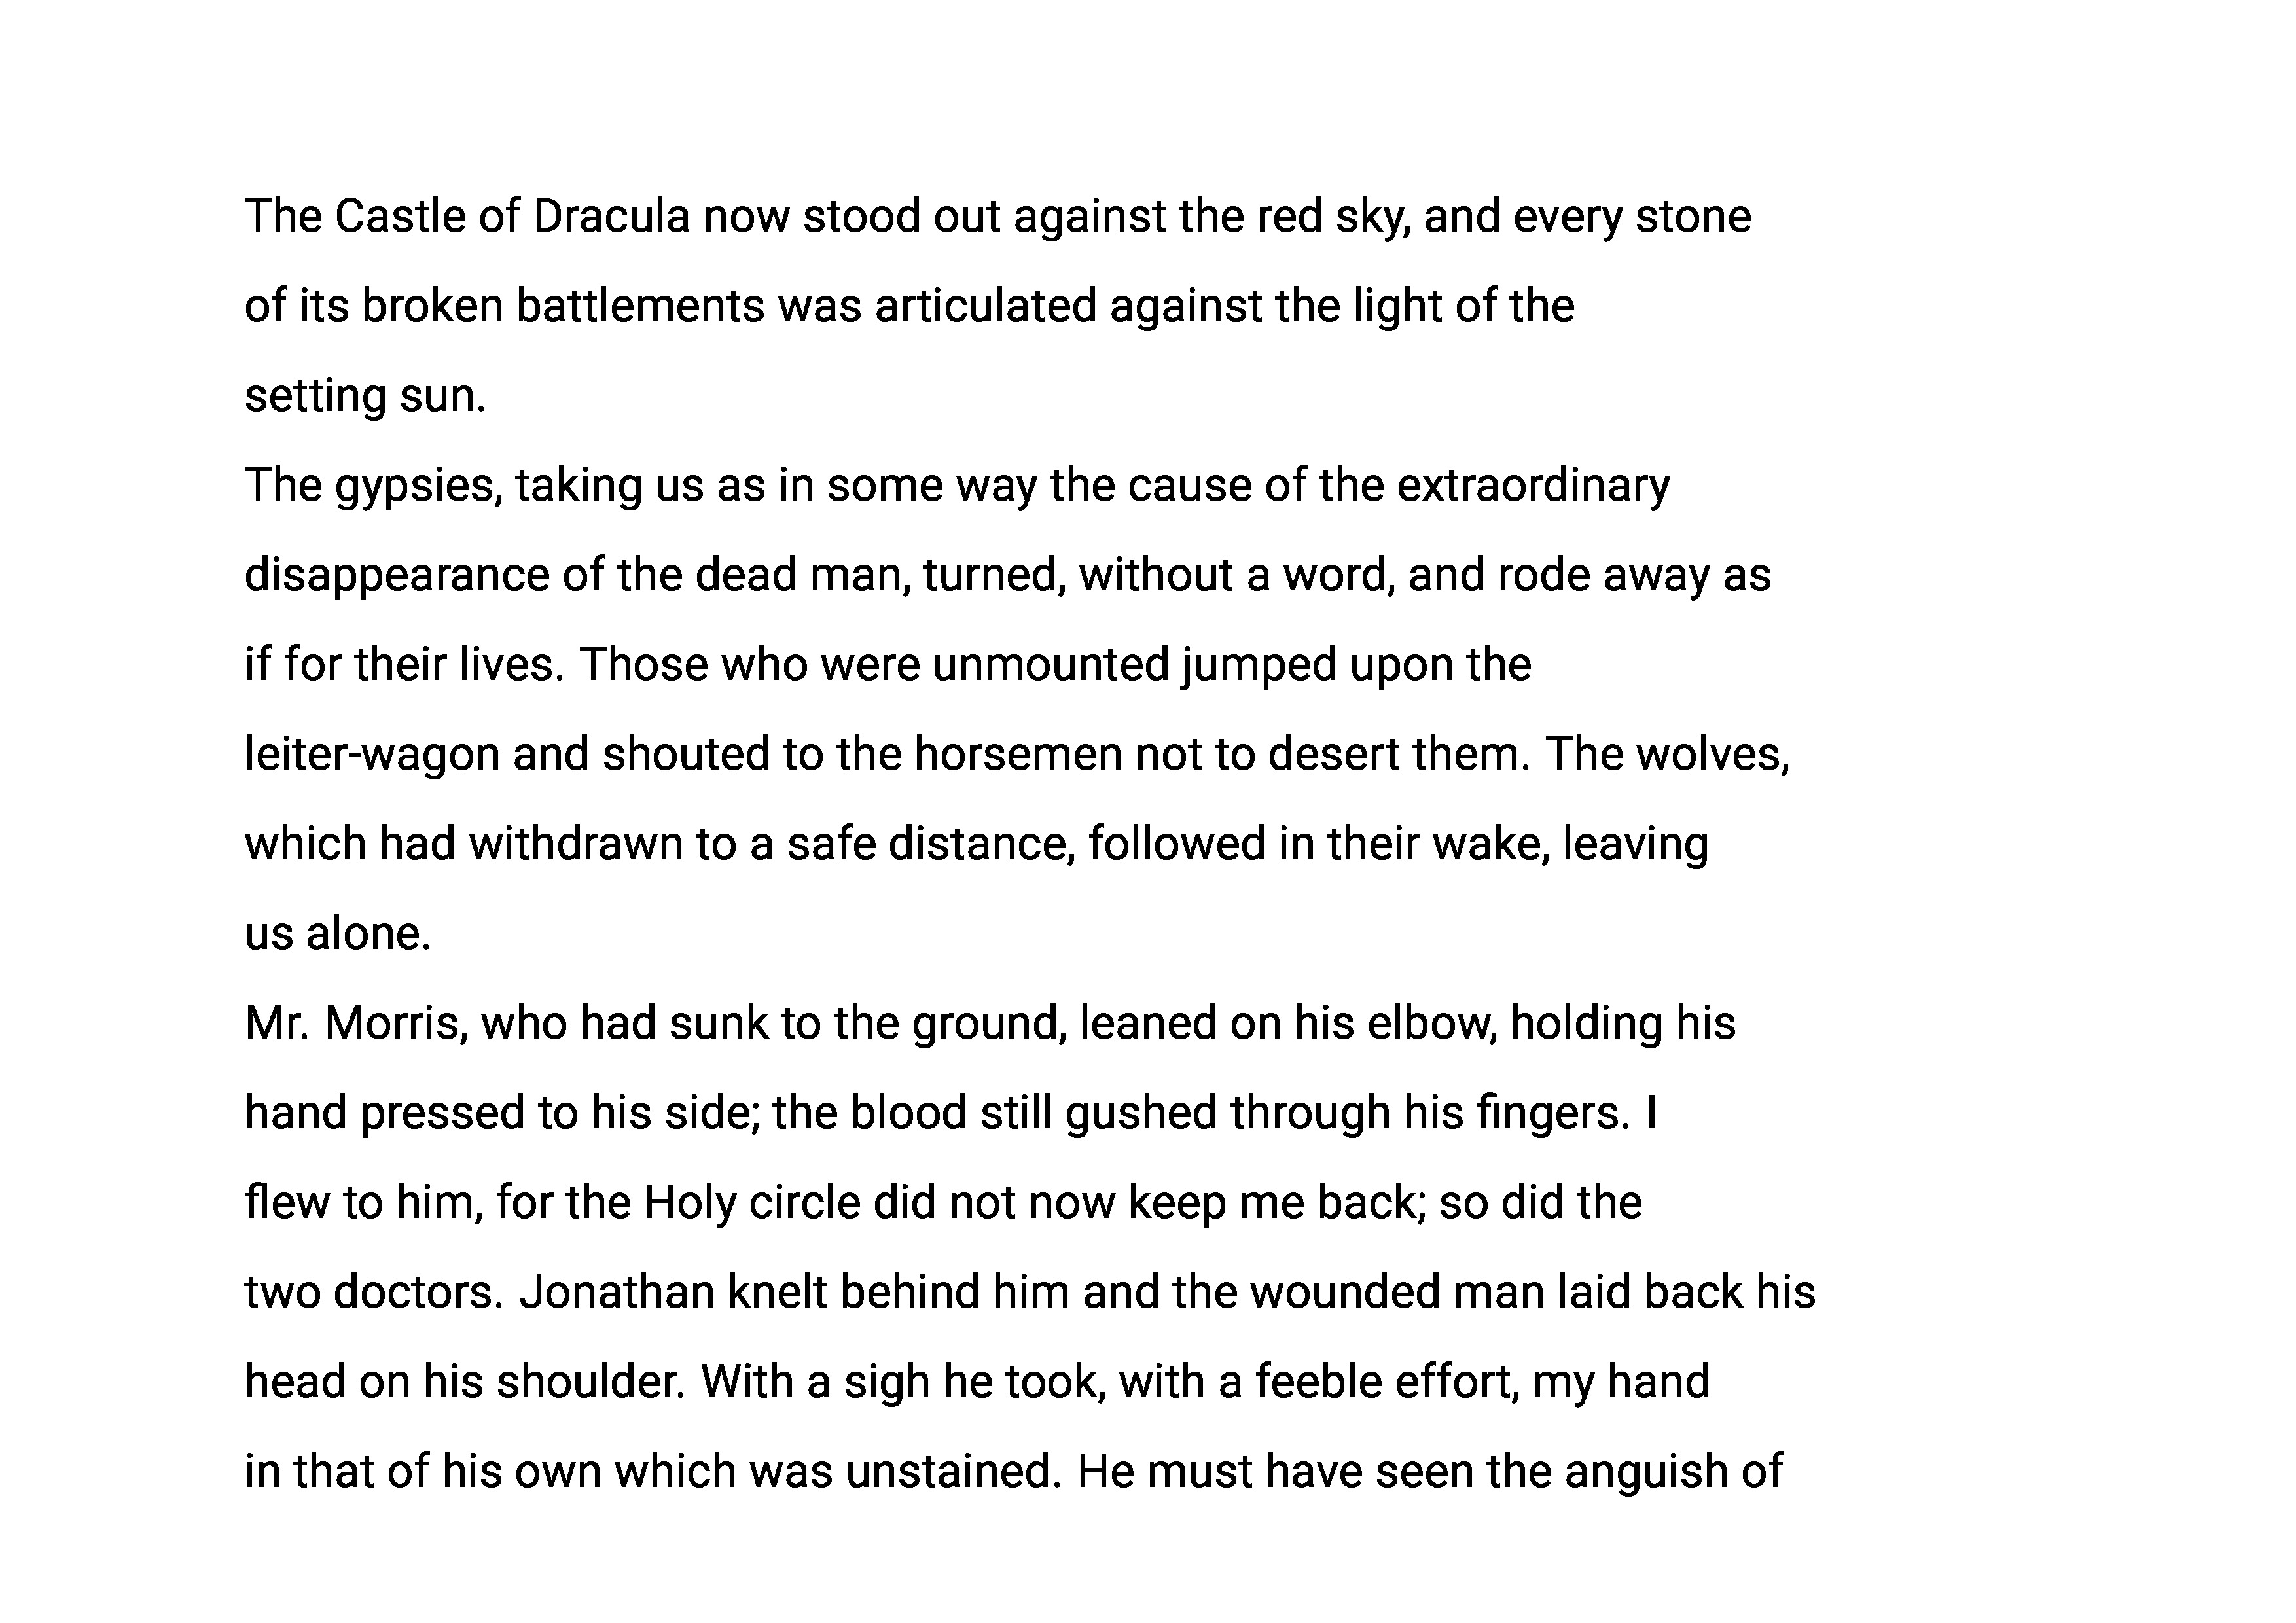 The Castle of Dracula now stood out against the red sky, and every stone
of its broken battlements was articulated against the light of the
setting sun.
The gypsies, taking us as in some way the cause of the extraordinary
disappearance of the dead man, turned, without a word, and rode away as
if for their lives. Those who were unmounted jumped upon the
leiter-wagon and shouted to the horsemen not to desert them. The wolves,
which had withdrawn to a safe distance, followed in their wake, leaving
us alone.
Mr. Morris, who had sunk to the ground, leaned on his elbow, holding his
hand pressed to his side; the blood still gushed through his fingers. I
flew to him, for the Holy circle did not now keep me back; so did the
two doctors. Jonathan knelt behind him and the wounded man laid back his
head on his shoulder. With a sigh he took, with a feeble effort, my hand
in that of his own which was unstained. He must have seen the anguish of